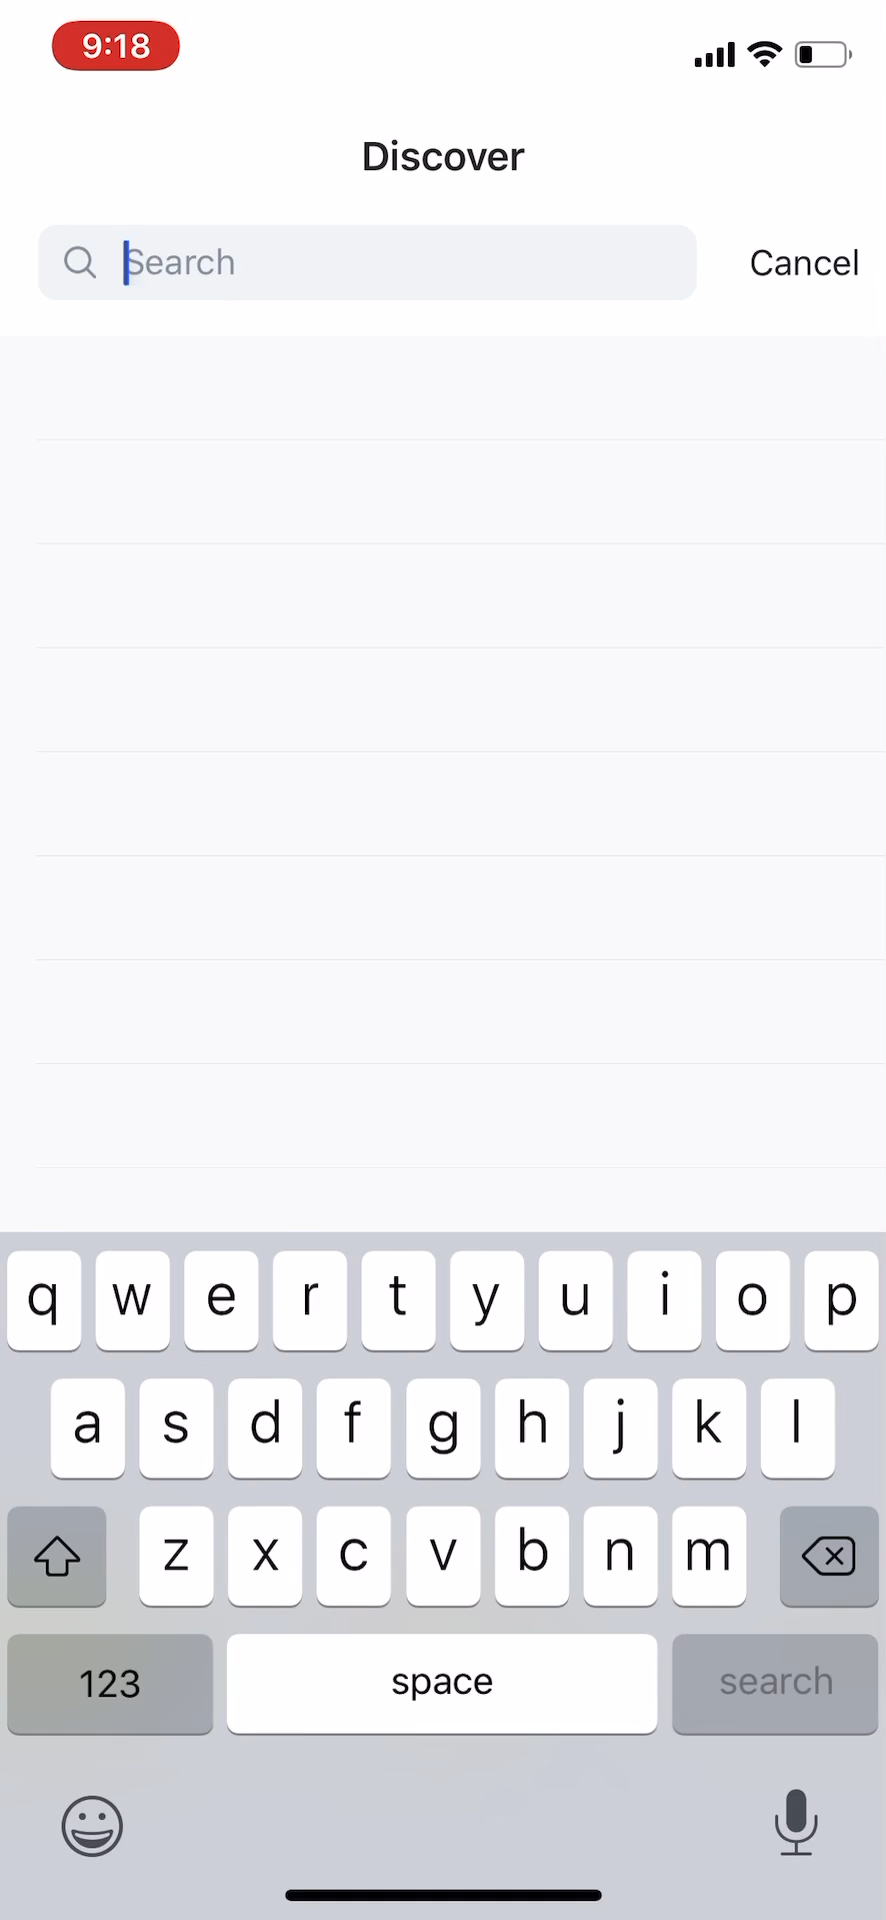 9:18
Discover
Search
Cancel
q w e r t y u i o p
a s d f g h j k l
z x c v b n m
123 space search